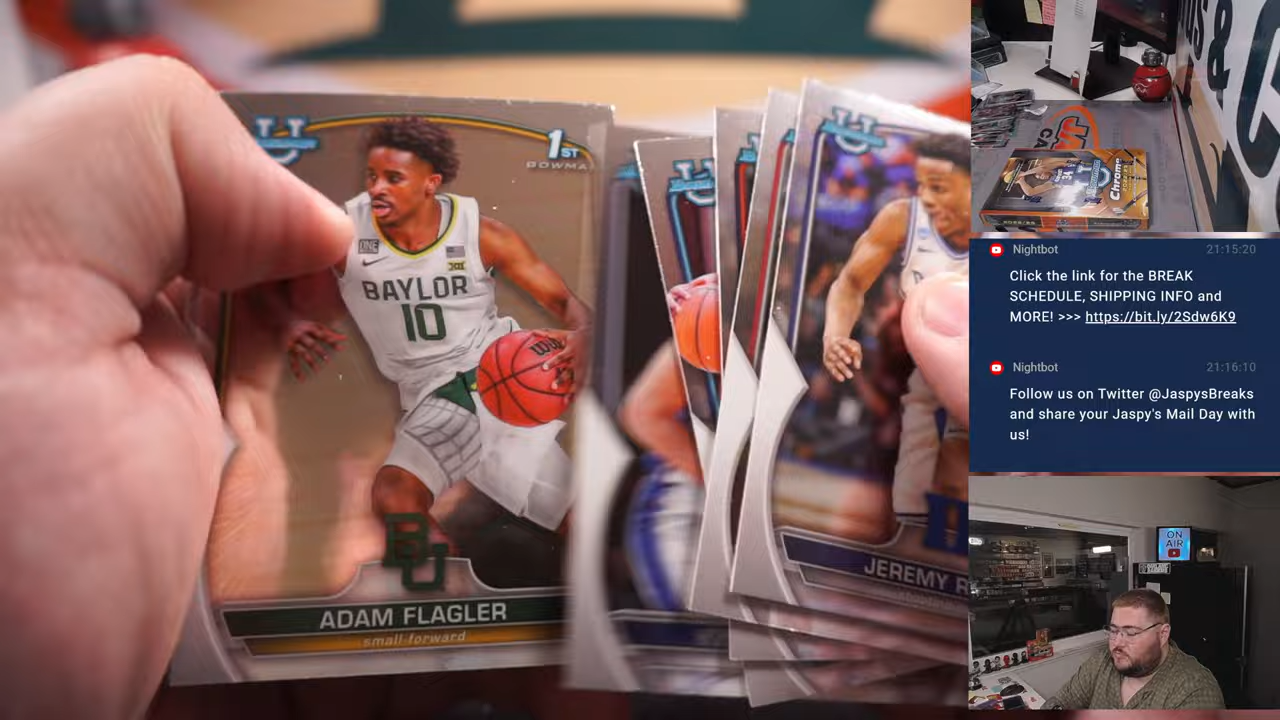 1ST
BOWMAN
ONE
BAYLOR
10
BU
ADAM FLAGLER
small forward
JEREMY R
Chrome
Nightbot 21:15:20
Click the link for the BREAK
SCHEDULE, SHIPPING INFO and
MORE! >>> https://bit.ly/2Sdw6K9
Nightbot 21:16:10
Follow us on Twitter @JaspysBreaks
and share your Jaspy's Mail Day with
us!
ON
AIR